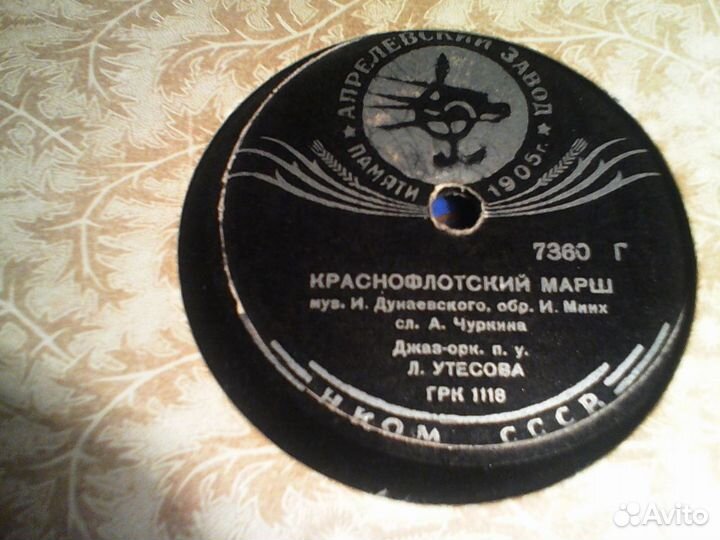 АПРЕЛЕВСКИЙ ЗАВОД
ПАМЯТИ 1905 г.
7360 Г
КРАСНОФЛОТСКИЙ МАРШ
муз. И. Дунаевского, обр. И. Миих
сл. А. Чуркина
Джаз-орк. п. у.
Л. УТЕСОВА
ГРК 1118
НКОМ СССР
Avito